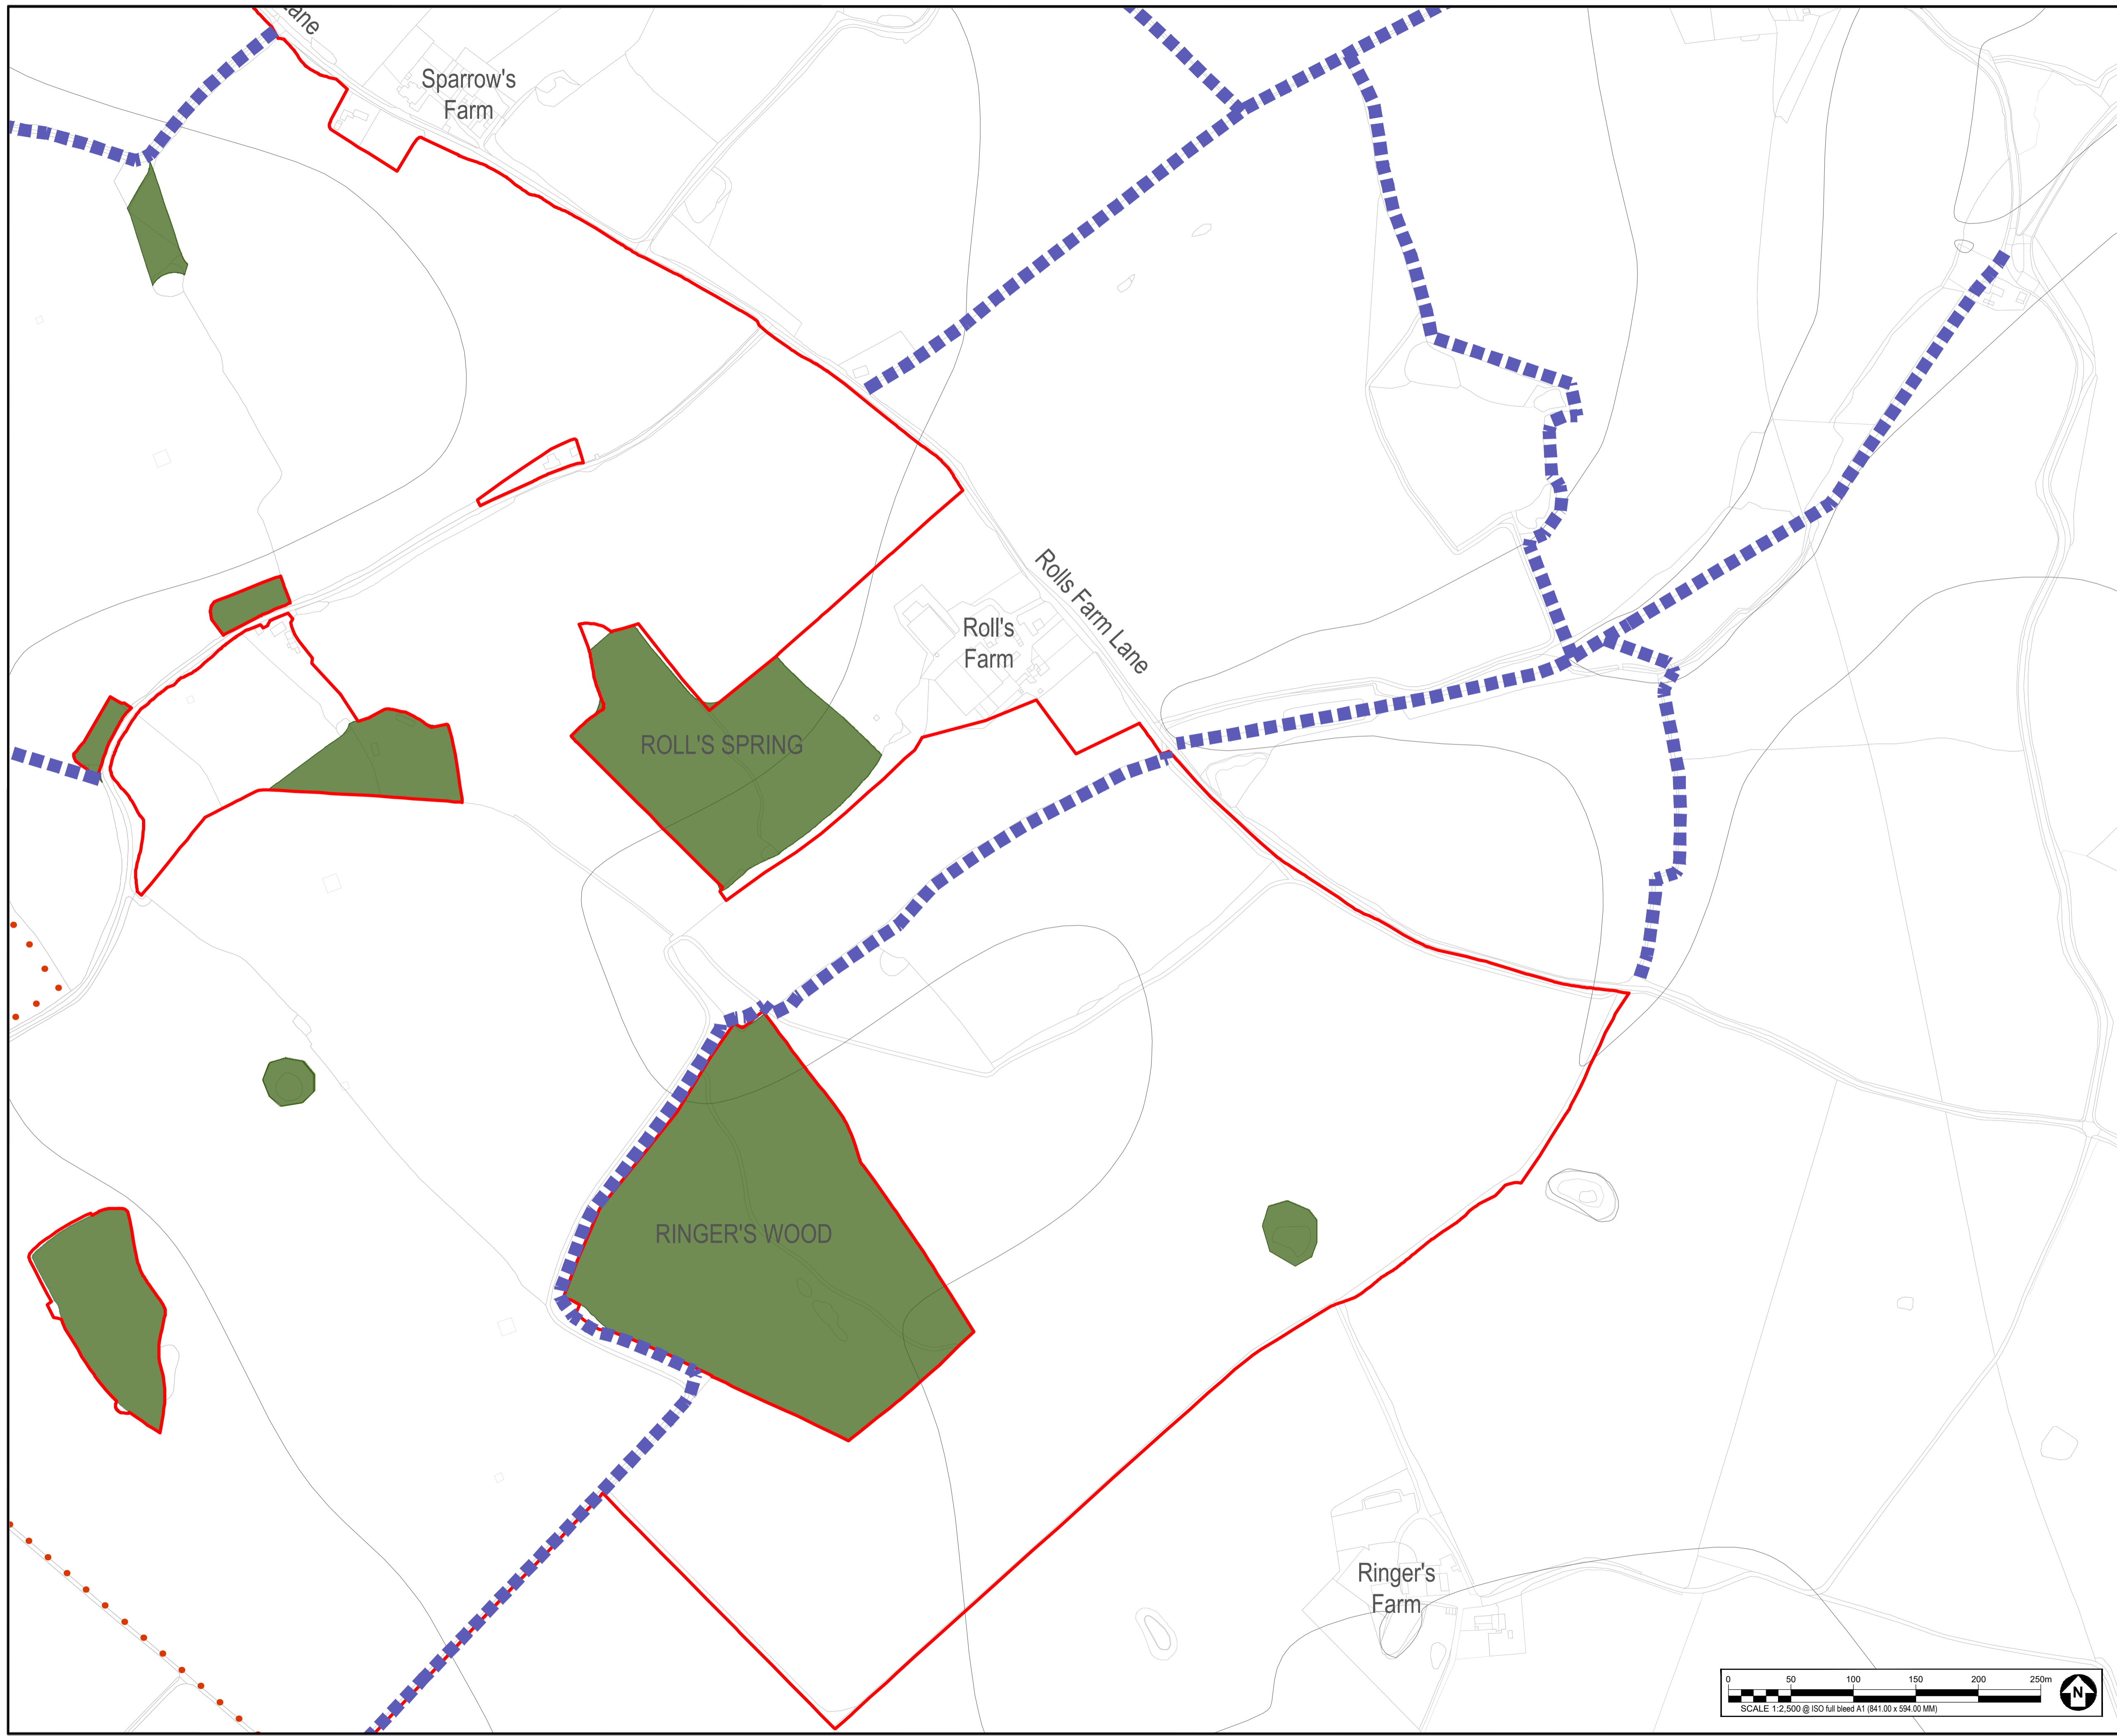 Lane
Sparrow's
Farm
Rolls Farm Lane
Roll's
Farm
ROLL'S SPRING
RINGER'S WOOD
Ringer's
Farm
0 50 100 150 200 250m
N
SCALE 1:2,500 @ ISO full bleed A1 (841.00 x 594.00 MM)